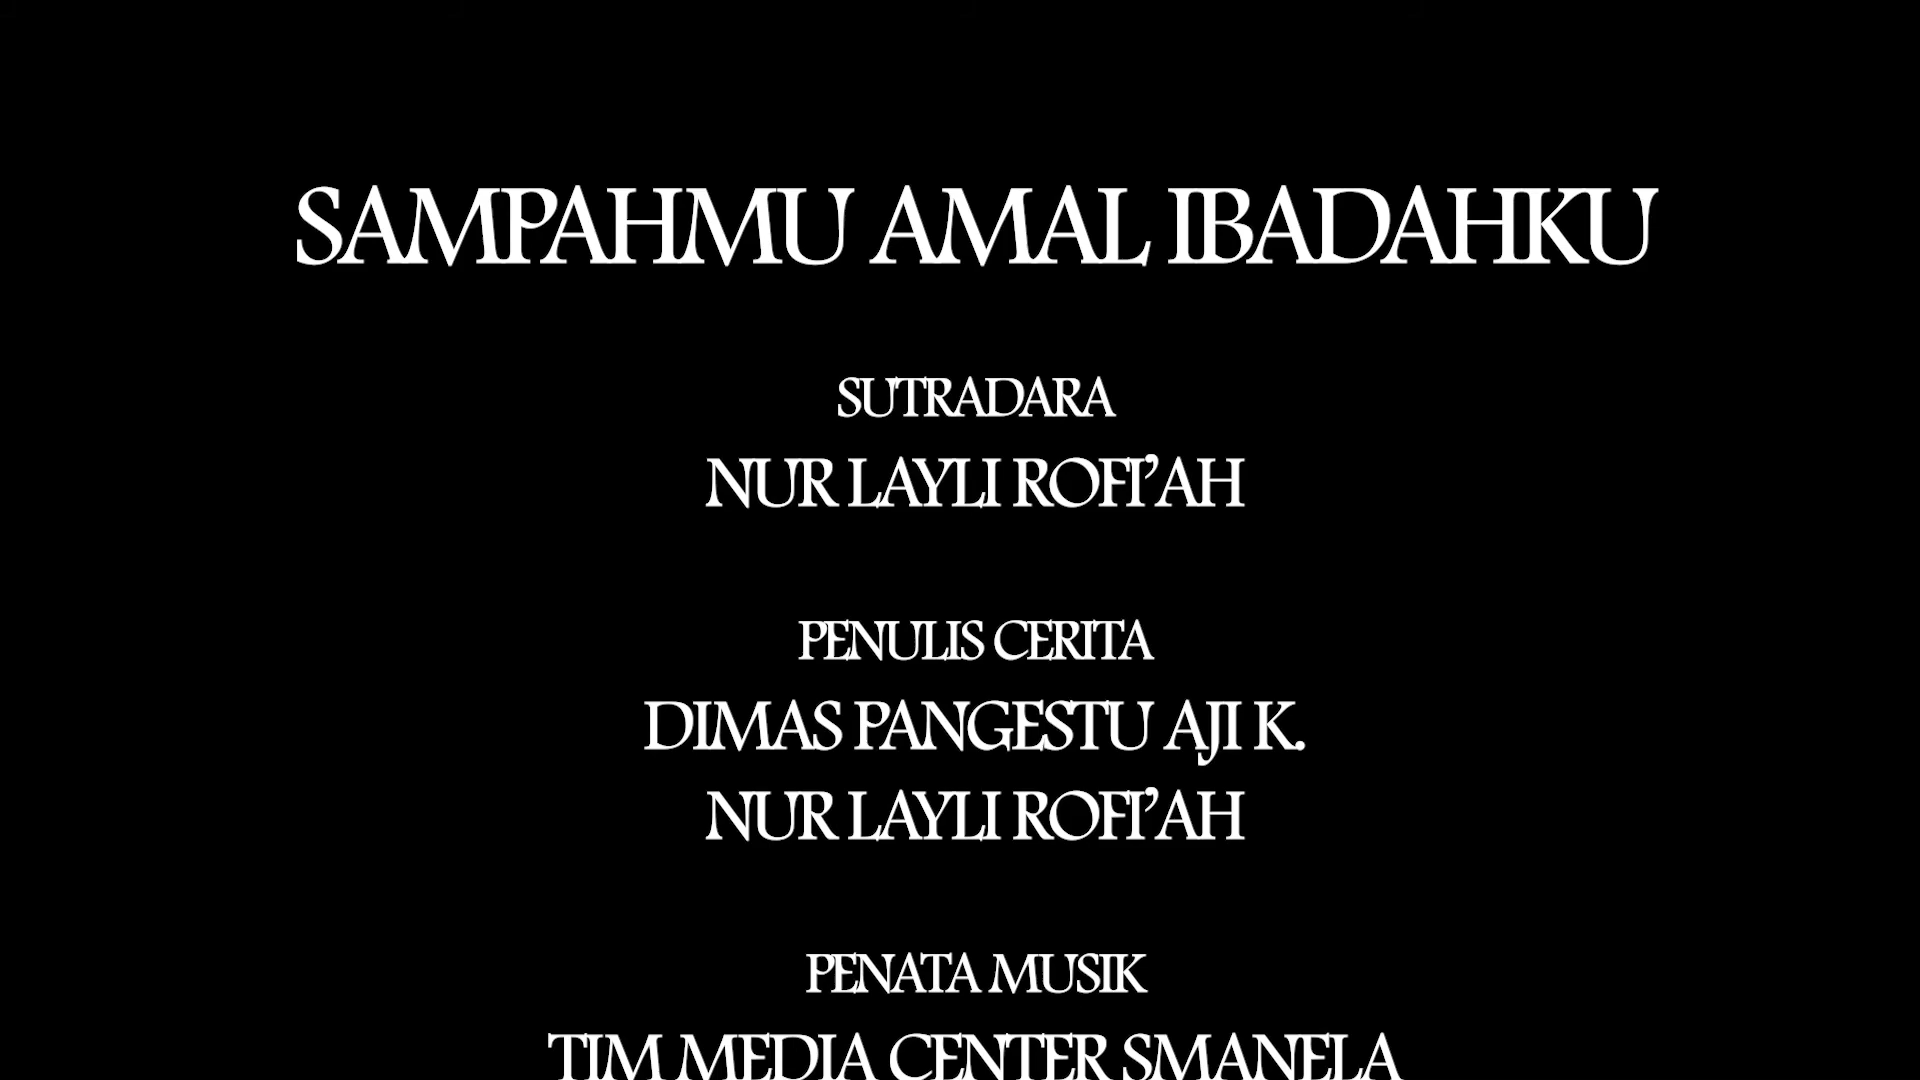 SAMPAHMU AMAL IBADAHKU
SUTRADARA
NUR LAYLI ROFI’AH
PENULIS CERITA
DIMAS PANGESTU AJI K.
NUR LAYLI ROFI’AH
PENATA MUSIK
TIM MEDIA CENTER SMANELA